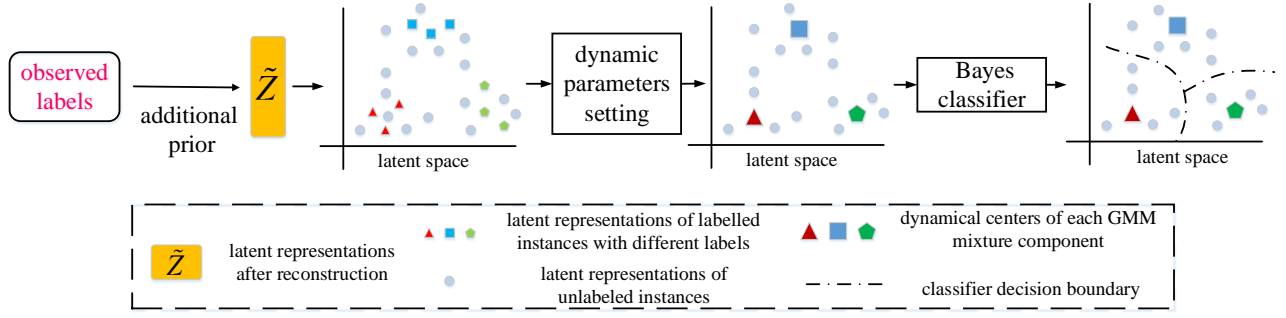 observed
labels
additional
prior
Z̃
latent space
dynamic
parameters
setting
latent space
Bayes
classifier
latent space
Z̃
latent representations
after reconstruction
latent representations of labelled
instances with different labels
latent representations of
unlabeled instances
dynamical centers of each GMM
mixture component
classifier decision boundary